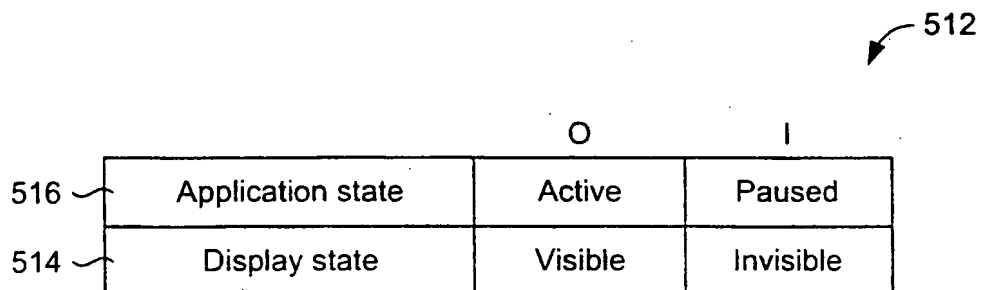 512
O I
516 Application state Active Paused
514 Display state Visible Invisible